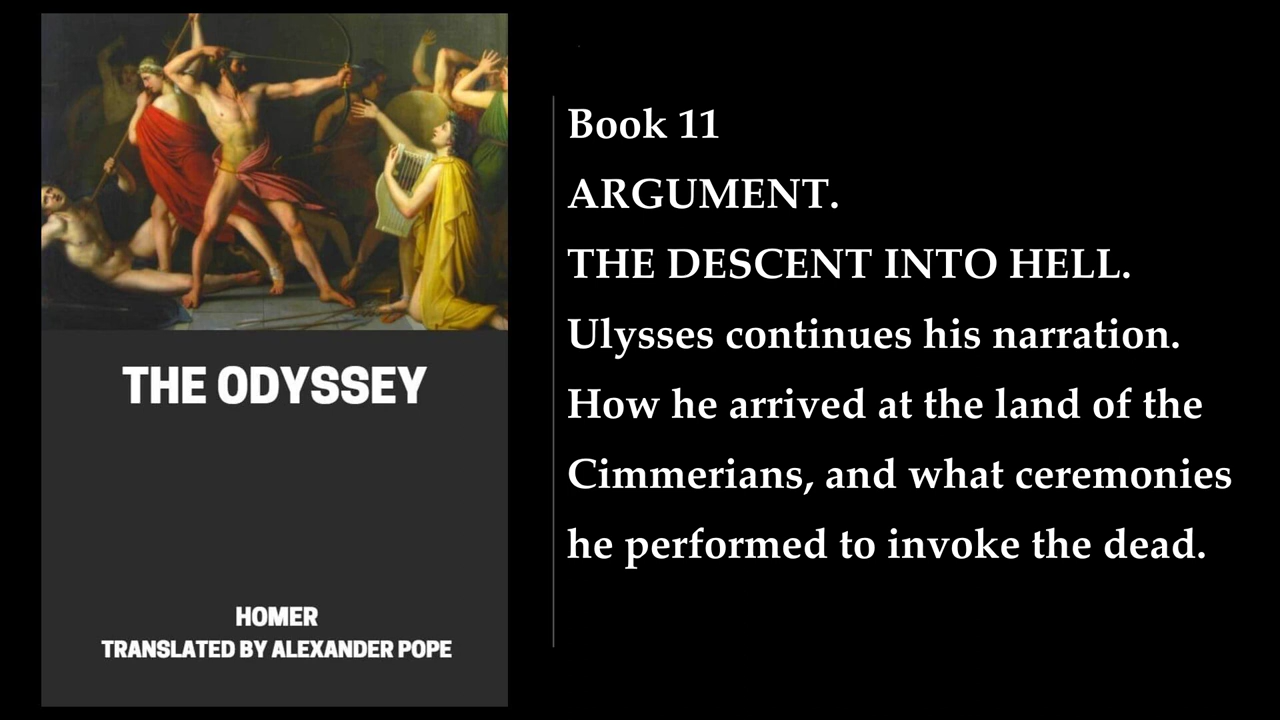 THE ODYSSEY
HOMER
TRANSLATED BY ALEXANDER POPE
Book 11
ARGUMENT.
THE DESCENT INTO HELL.
Ulysses continues his narration.
How he arrived at the land of the
Cimmerians, and what ceremonies
he performed to invoke the dead.